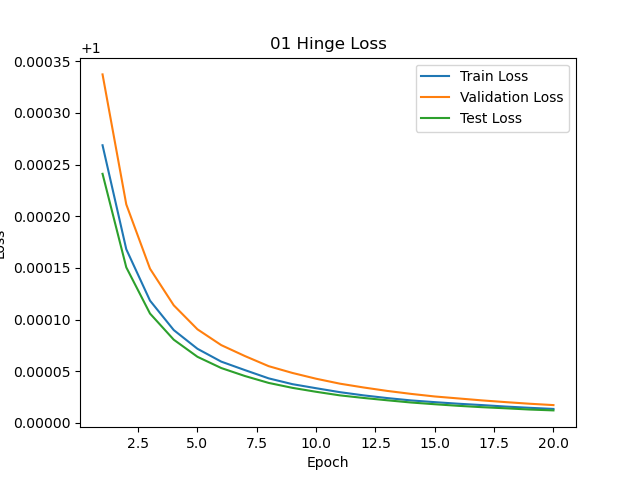 01 Hinge Loss
+1
0.00035
0.00030
0.00025
0.00020
0.00015
0.00010
0.00005
0.00000
Loss
Train Loss
Validation Loss
Test Loss
2.5 5.0 7.5 10.0 12.5 15.0 17.5 20.0
Epoch